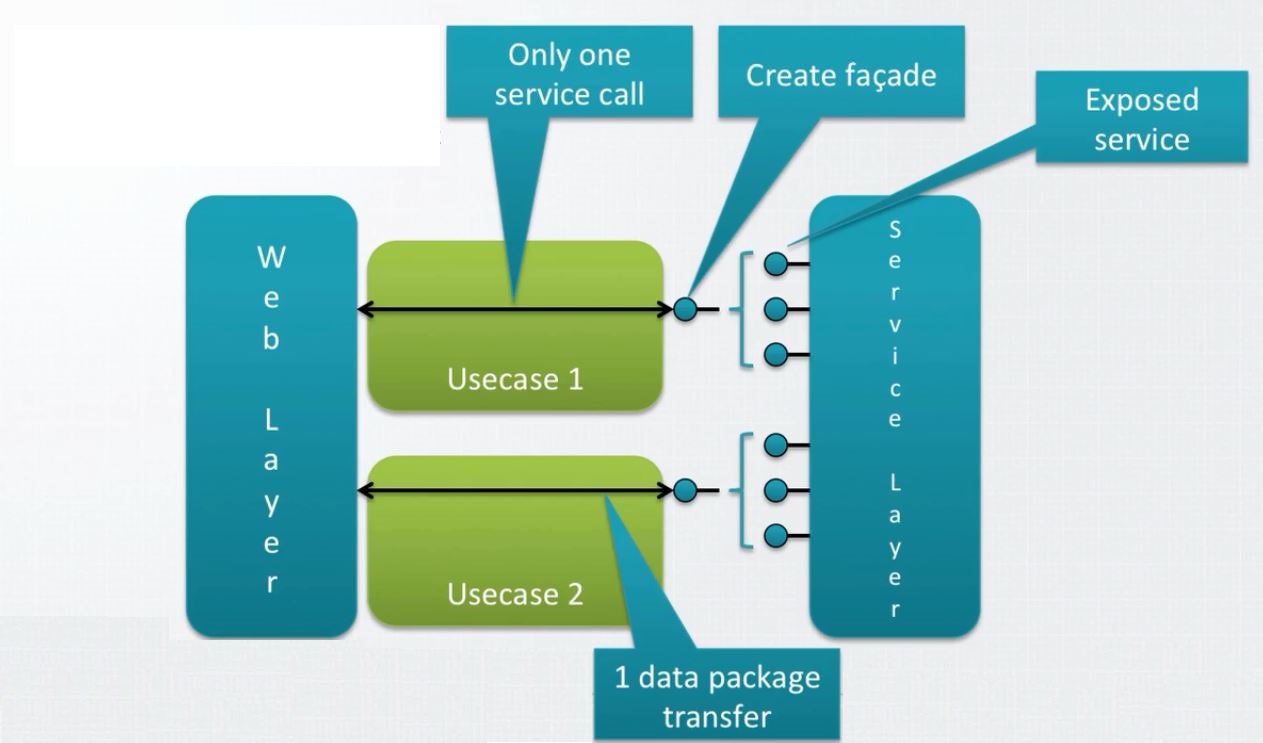 Only one
service call
Create façade
Exposed
service
Web Layer
Usecase 1
Usecase 2
Service Layer
1 data package
transfer